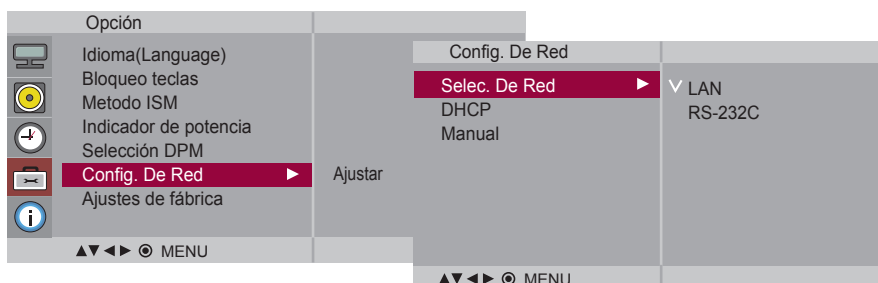 Opción
Idioma(Language)
Bloqueo teclas
Metodo ISM
Indicador de potencia
Selección DPM
Config. De Red ► Ajustar
Ajustes de fábrica
▲▼◄► ◉ MENU
Config. De Red
Selec. De Red ► ✓ LAN
DHCP RS-232C
Manual
▲▼◄► ◉ MENU